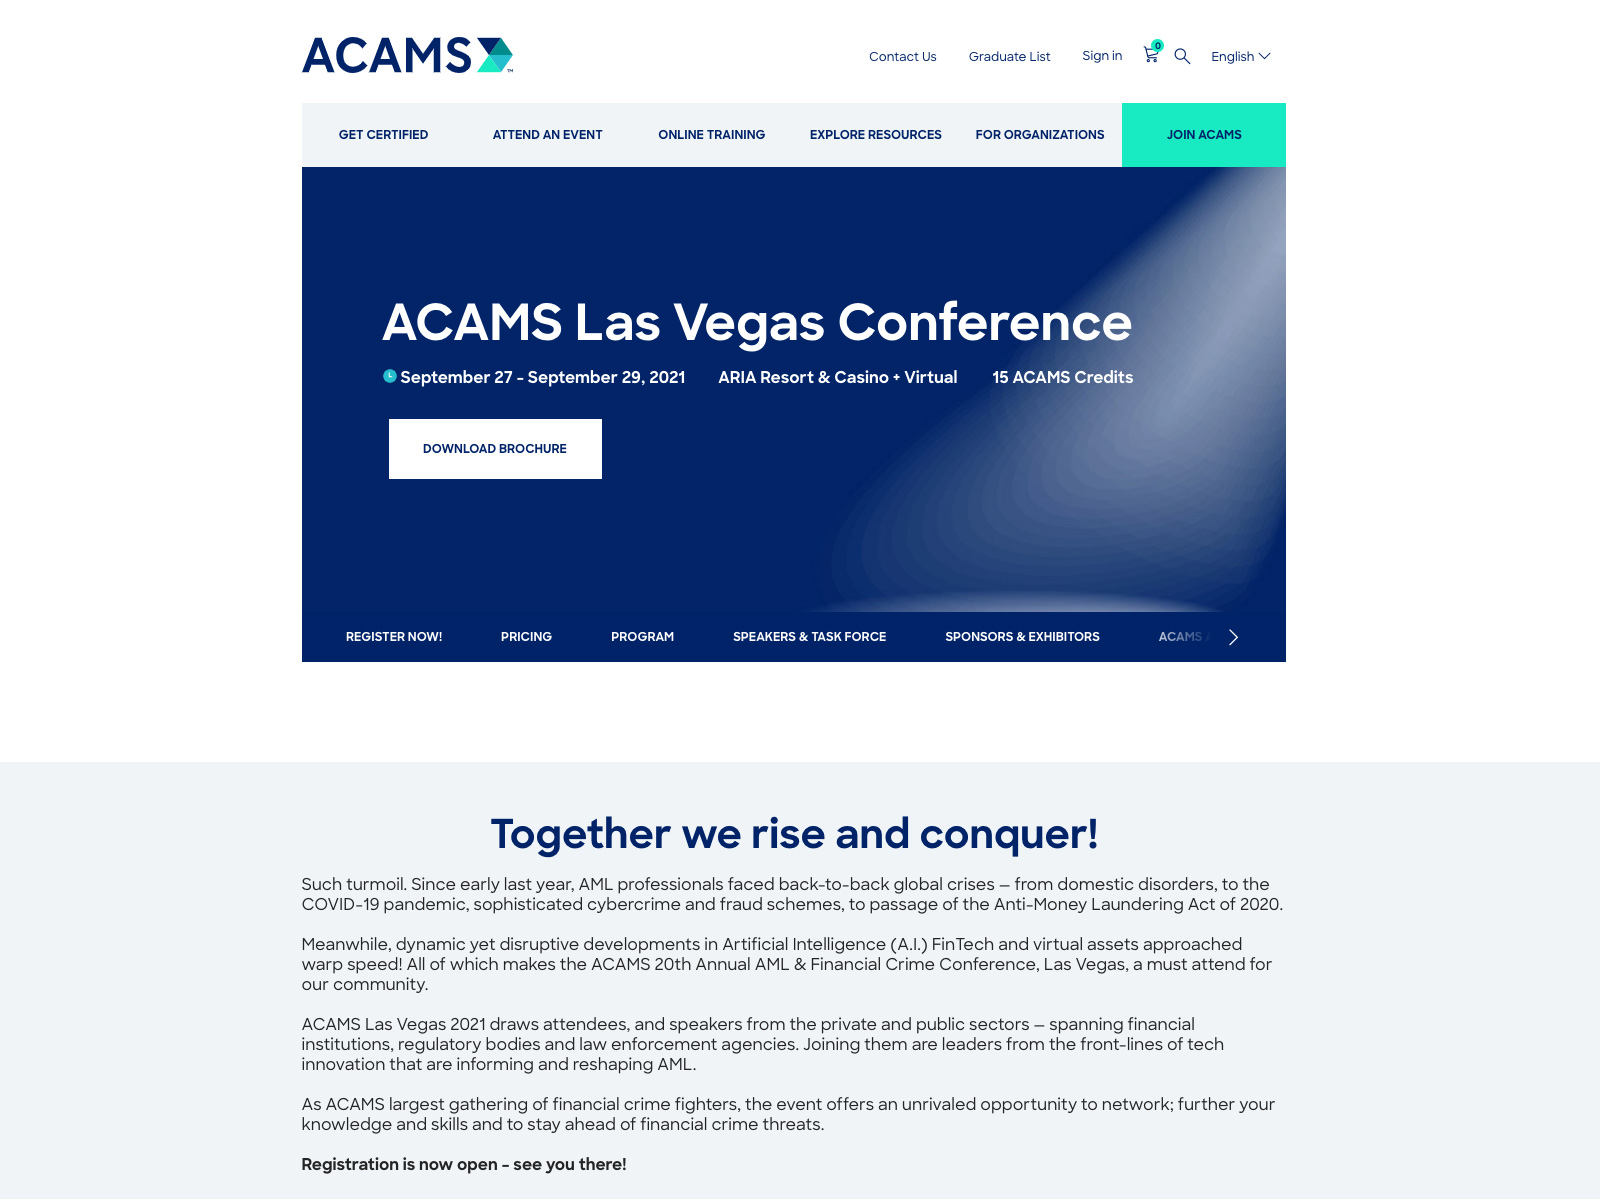 ACAMS™
Contact Us
Graduate List
Sign in
0
English
GET CERTIFIED
ATTEND AN EVENT
ONLINE TRAINING
EXPLORE RESOURCES
FOR ORGANIZATIONS
JOIN ACAMS
ACAMS Las Vegas Conference
September 27 - September 29, 2021
ARIA Resort & Casino + Virtual
15 ACAMS Credits
DOWNLOAD BROCHURE
REGISTER NOW!
PRICING
PROGRAM
SPEAKERS & TASK FORCE
SPONSORS & EXHIBITORS
ACAMS
Together we rise and conquer!
Such turmoil. Since early last year, AML professionals faced back-to-back global crises — from domestic disorders, to the
COVID-19 pandemic, sophisticated cybercrime and fraud schemes, to passage of the Anti-Money Laundering Act of 2020.
Meanwhile, dynamic yet disruptive developments in Artificial Intelligence (A.I.) FinTech and virtual assets approached
warp speed! All of which makes the ACAMS 20th Annual AML & Financial Crime Conference, Las Vegas, a must attend for
our community.
ACAMS Las Vegas 2021 draws attendees, and speakers from the private and public sectors — spanning financial
institutions, regulatory bodies and law enforcement agencies. Joining them are leaders from the front-lines of tech
innovation that are informing and reshaping AML.
As ACAMS largest gathering of financial crime fighters, the event offers an unrivaled opportunity to network; further your
knowledge and skills and to stay ahead of financial crime threats.
Registration is now open - see you there!